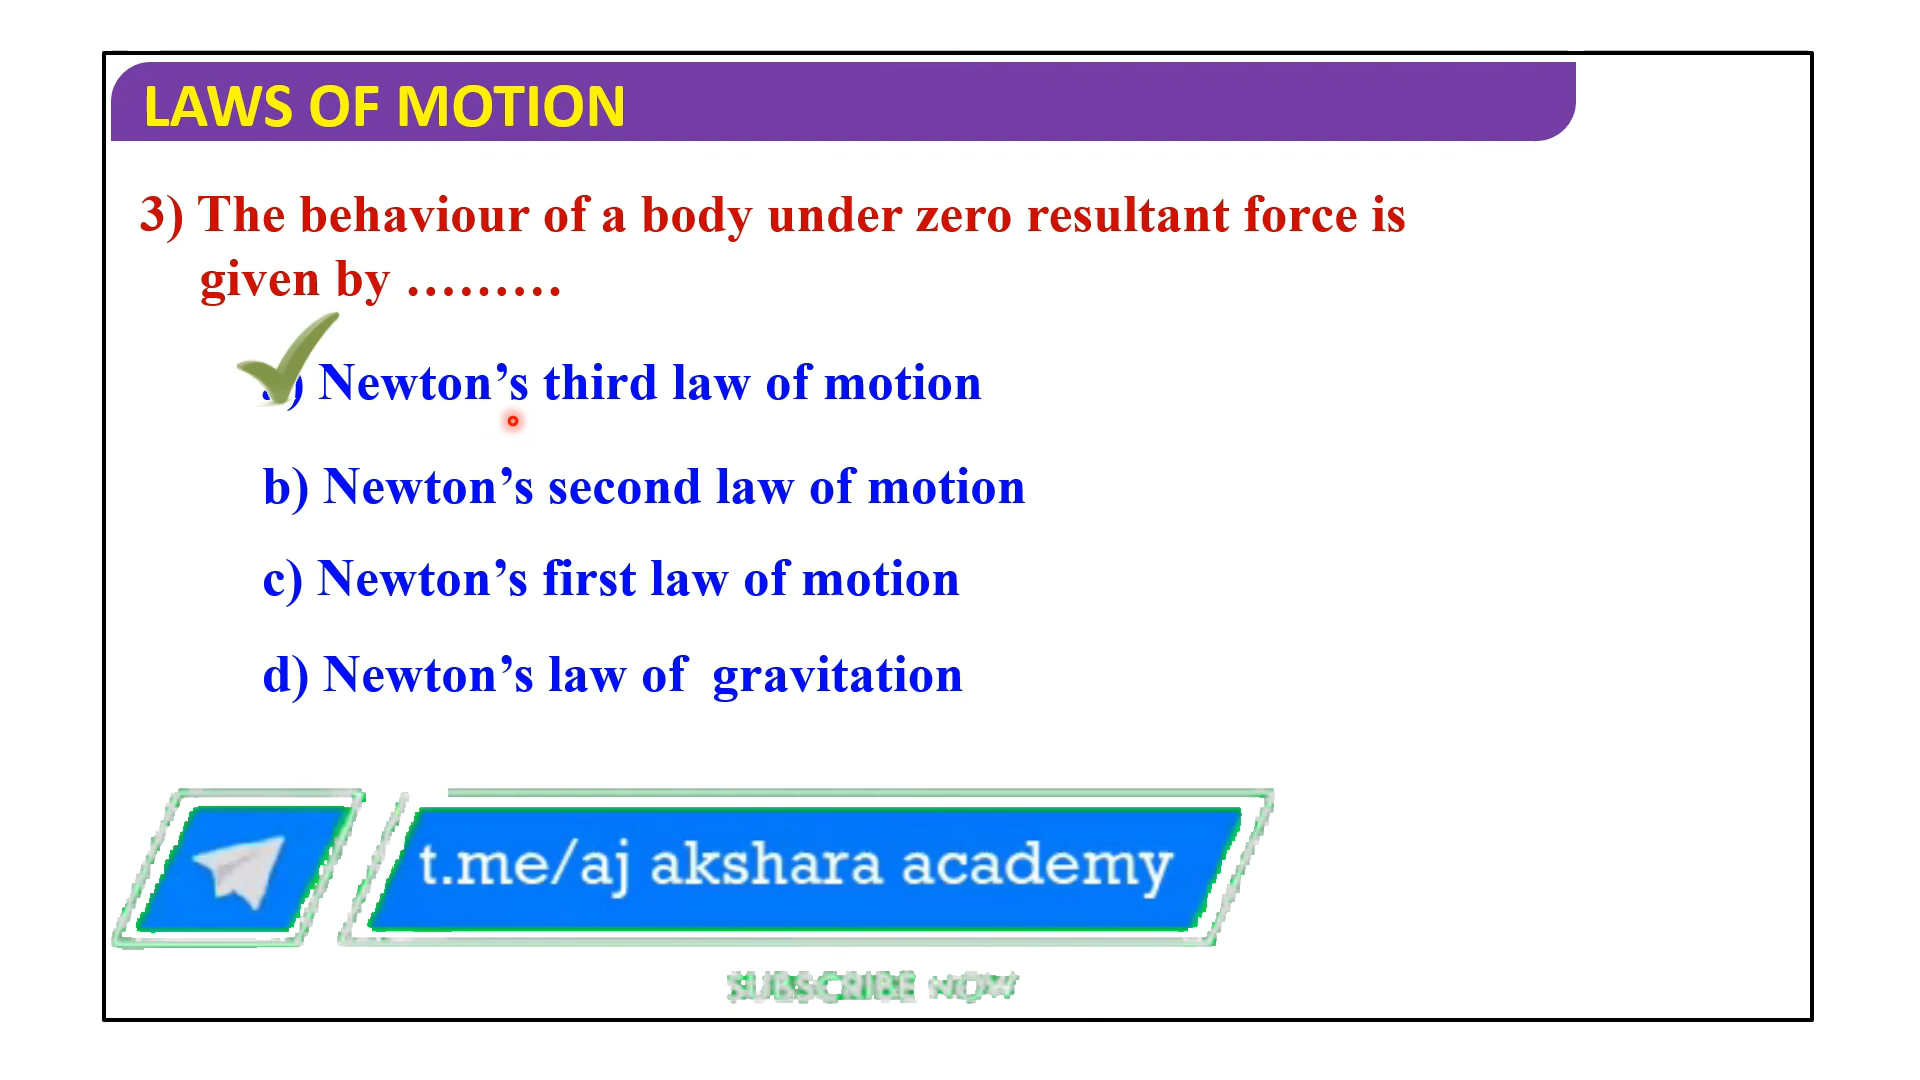 LAWS OF MOTION
3) The behaviour of a body under zero resultant force is
given by ………
a) Newton’s third law of motion
b) Newton’s second law of motion
c) Newton’s first law of motion
d) Newton’s law of gravitation
t.me/aj akshara academy
SUBSCRIBE NOW